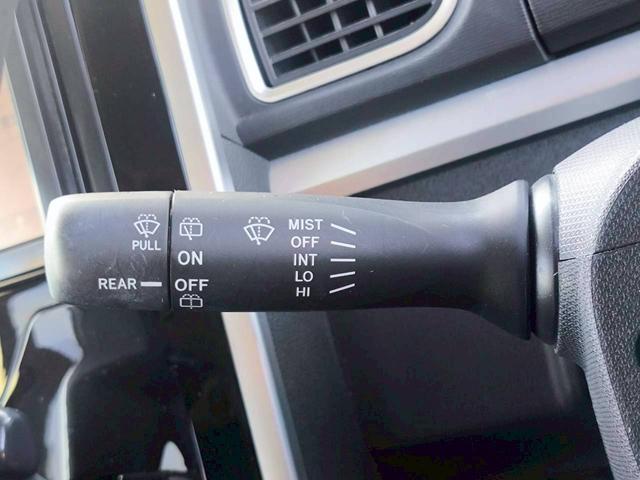 PULL
REAR
ON
OFF
MIST
OFF
INT
LO
HI